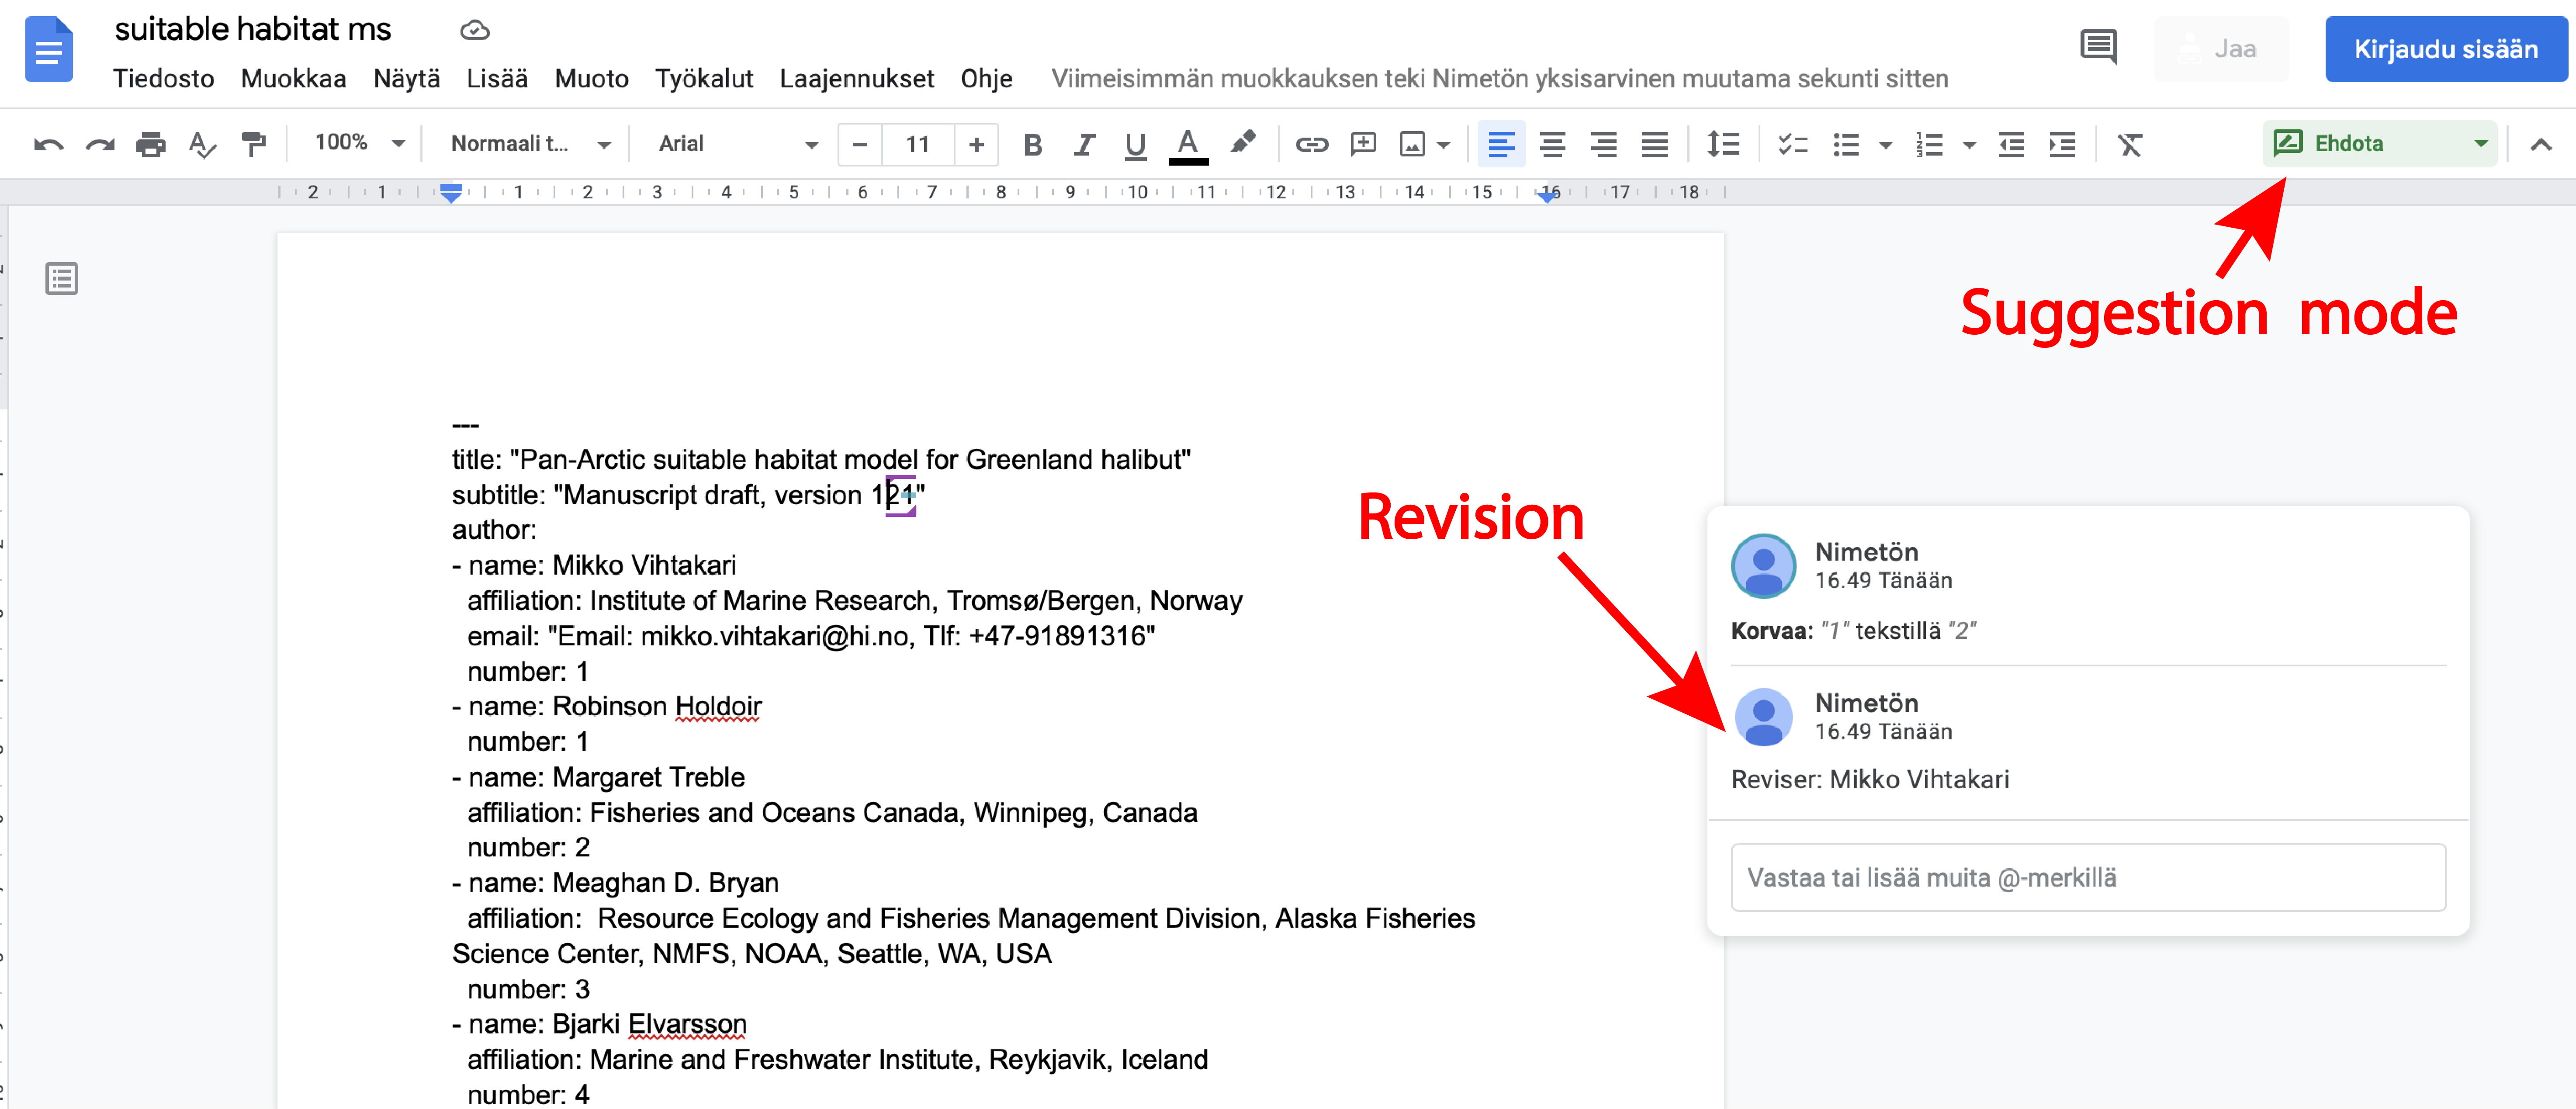 suitable habitat ms
Jaa
Kirjaudu sisään
Tiedosto Muokkaa Näytä Lisää Muoto Työkalut Laajennukset Ohje Viimeisimmän muokkauksen teki Nimetön yksisarvinen muutama sekunti sitten
100% Normaali t... Arial − 11 + B I U A Ehdota
2 1 1 2 3 4 5 6 7 8 9 10 11 12 13 14 15 16 17 18
Suggestion mode
---
title: "Pan-Arctic suitable habitat model for Greenland halibut"
subtitle: "Manuscript draft, version 121"
author:
- name: Mikko Vihtakari
affiliation: Institute of Marine Research, Tromsø/Bergen, Norway
email: "Email: mikko.vihtakari@hi.no, Tlf: +47-91891316"
number: 1
- name: Robinson Holdoir
number: 1
- name: Margaret Treble
affiliation: Fisheries and Oceans Canada, Winnipeg, Canada
number: 2
- name: Meaghan D. Bryan
affiliation: Resource Ecology and Fisheries Management Division, Alaska Fisheries
Science Center, NMFS, NOAA, Seattle, WA, USA
number: 3
- name: Bjarki Elvarsson
affiliation: Marine and Freshwater Institute, Reykjavik, Iceland
number: 4
Revision
Nimetön
16.49 Tänään
Korvaa: "1" tekstillä "2"
Nimetön
16.49 Tänään
Reviser: Mikko Vihtakari
Vastaa tai lisää muita @-merkillä